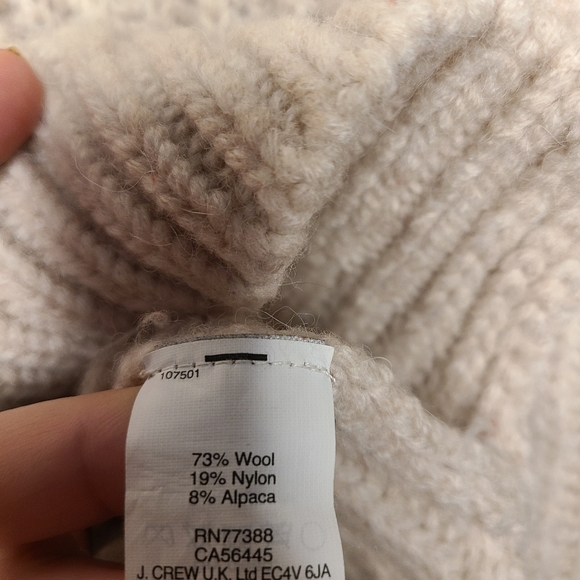 107501
73% Wool
19% Nylon
8% Alpaca
RN77388
CA56445
J. CREW U.K. Ltd EC4V 6JA